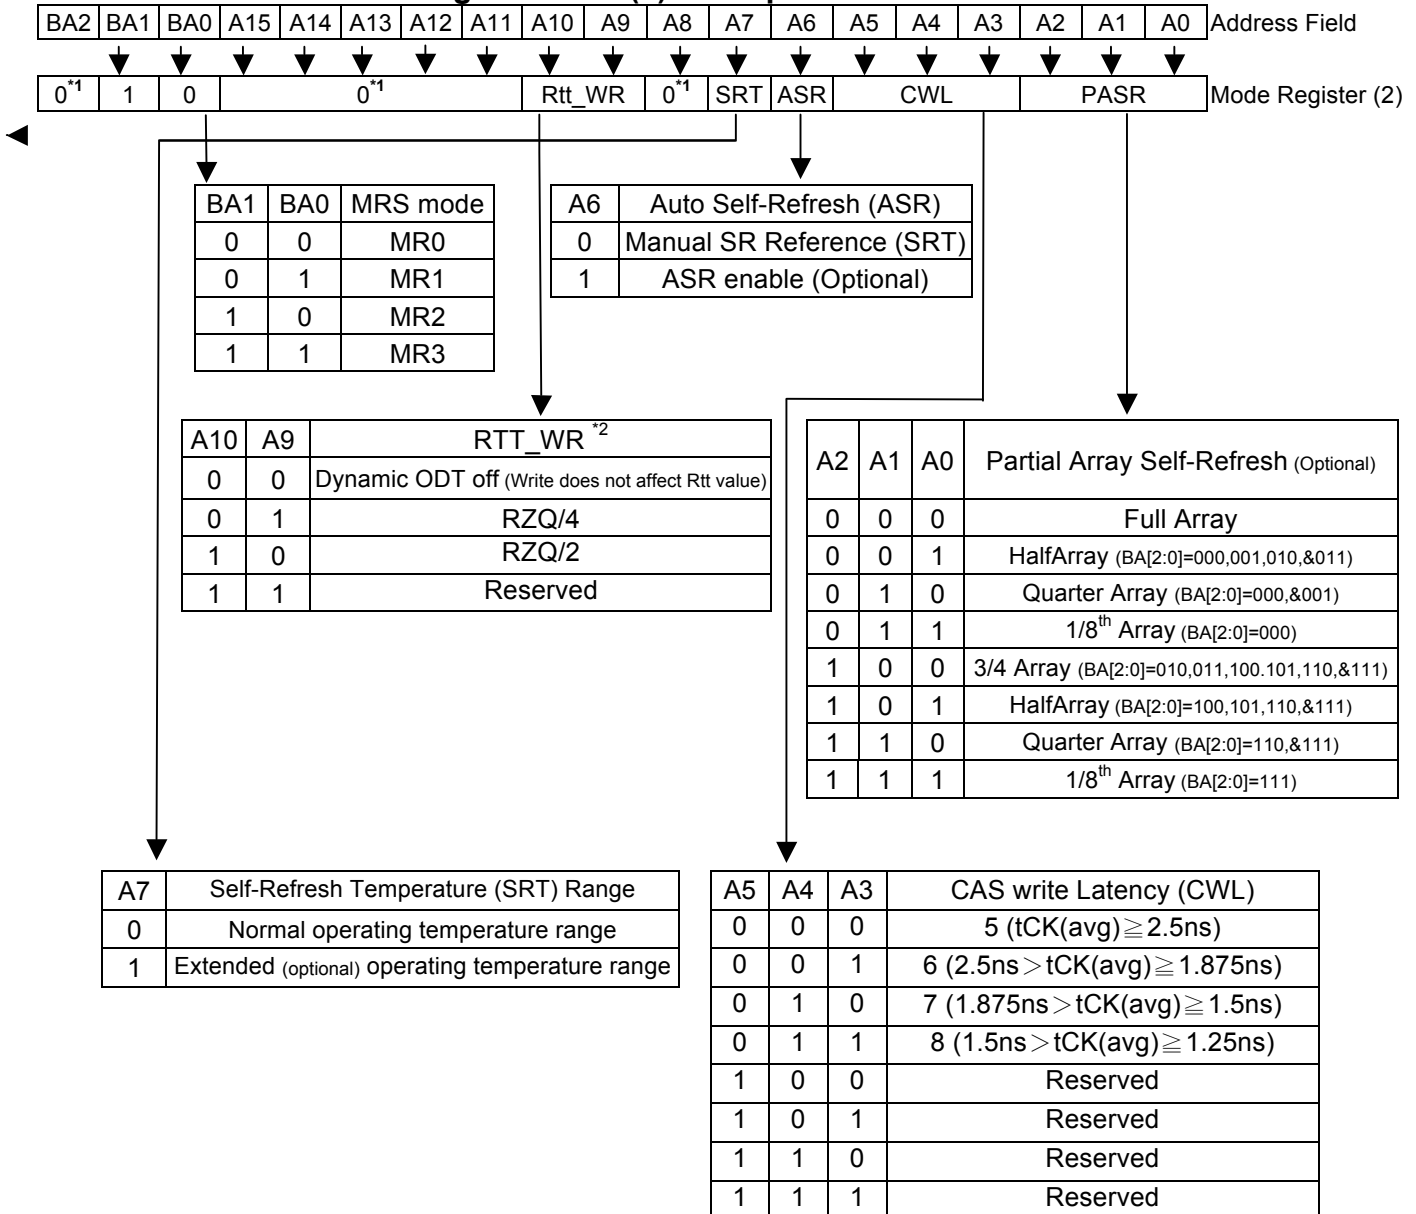 BA2 BA1 BA0 A15 A14 A13 A12 A11 A10 A9 A8 A7 A6 A5 A4 A3 A2 A1 A0 Address Field
0*1 1 0 0*1 Rtt_WR 0*1 SRT ASR CWL PASR Mode Register (2)
BA1 BA0 MRS mode
0 0 MR0
0 1 MR1
1 0 MR2
1 1 MR3
A6 Auto Self-Refresh (ASR)
0 Manual SR Reference (SRT)
1 ASR enable (Optional)
A10 A9 RTT_WR *2
0 0 Dynamic ODT off (Write does not affect Rtt value)
0 1 RZQ/4
1 0 RZQ/2
1 1 Reserved
A2 A1 A0 Partial Array Self-Refresh (Optional)
0 0 0 Full Array
0 0 1 HalfArray (BA[2:0]=000,001,010,&011)
0 1 0 Quarter Array (BA[2:0]=000,&001)
0 1 1 1/8th Array (BA[2:0]=000)
1 0 0 3/4 Array (BA[2:0]=010,011,100.101,110,&111)
1 0 1 HalfArray (BA[2:0]=100,101,110,&111)
1 1 0 Quarter Array (BA[2:0]=110,&111)
1 1 1 1/8th Array (BA[2:0]=111)
A7 Self-Refresh Temperature (SRT) Range
0 Normal operating temperature range
1 Extended (optional) operating temperature range
A5 A4 A3 CAS write Latency (CWL)
0 0 0 5 (tCK(avg)≧2.5ns)
0 0 1 6 (2.5ns>tCK(avg)≧1.875ns)
0 1 0 7 (1.875ns>tCK(avg)≧1.5ns)
0 1 1 8 (1.5ns>tCK(avg)≧1.25ns)
1 0 0 Reserved
1 0 1 Reserved
1 1 0 Reserved
1 1 1 Reserved